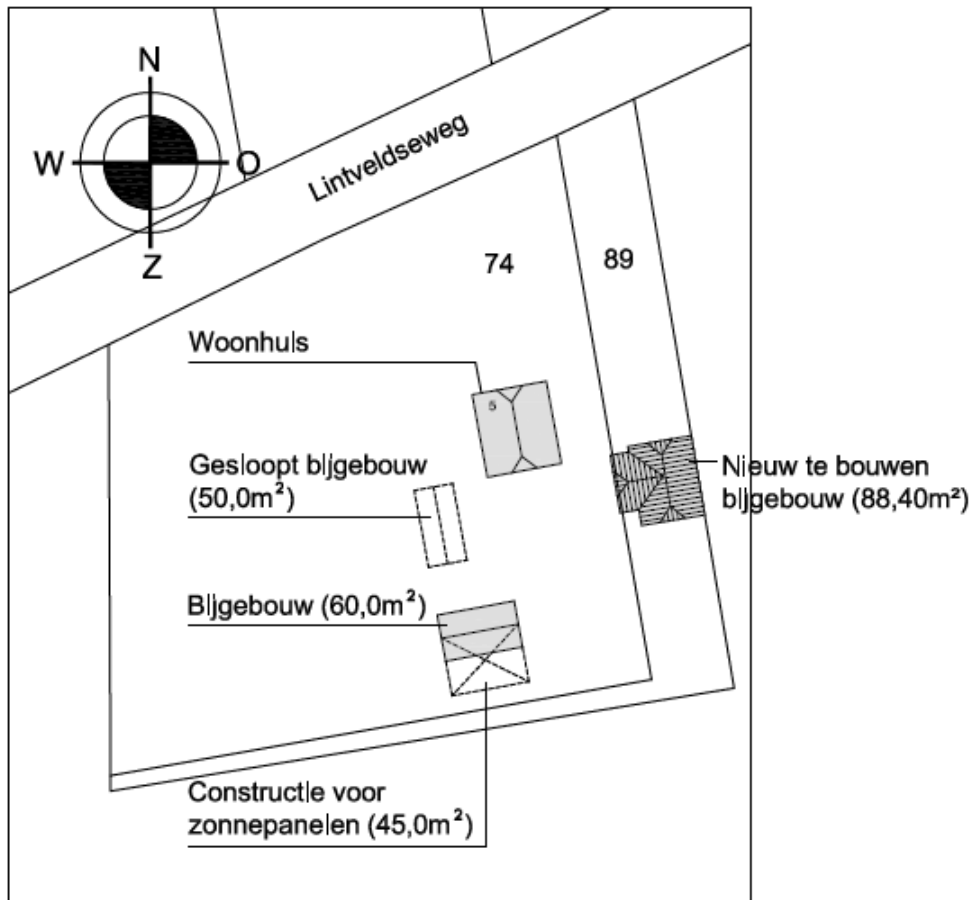 N
W O
Z
Lintveldseweg
74
89
Woonhuis
5
Gesloopt bijgebouw
(50,0m²)
Nieuw te bouwen
bijgebouw (88,40m²)
Bijgebouw (60,0m²)
Constructie voor
zonnepanelen (45,0m²)